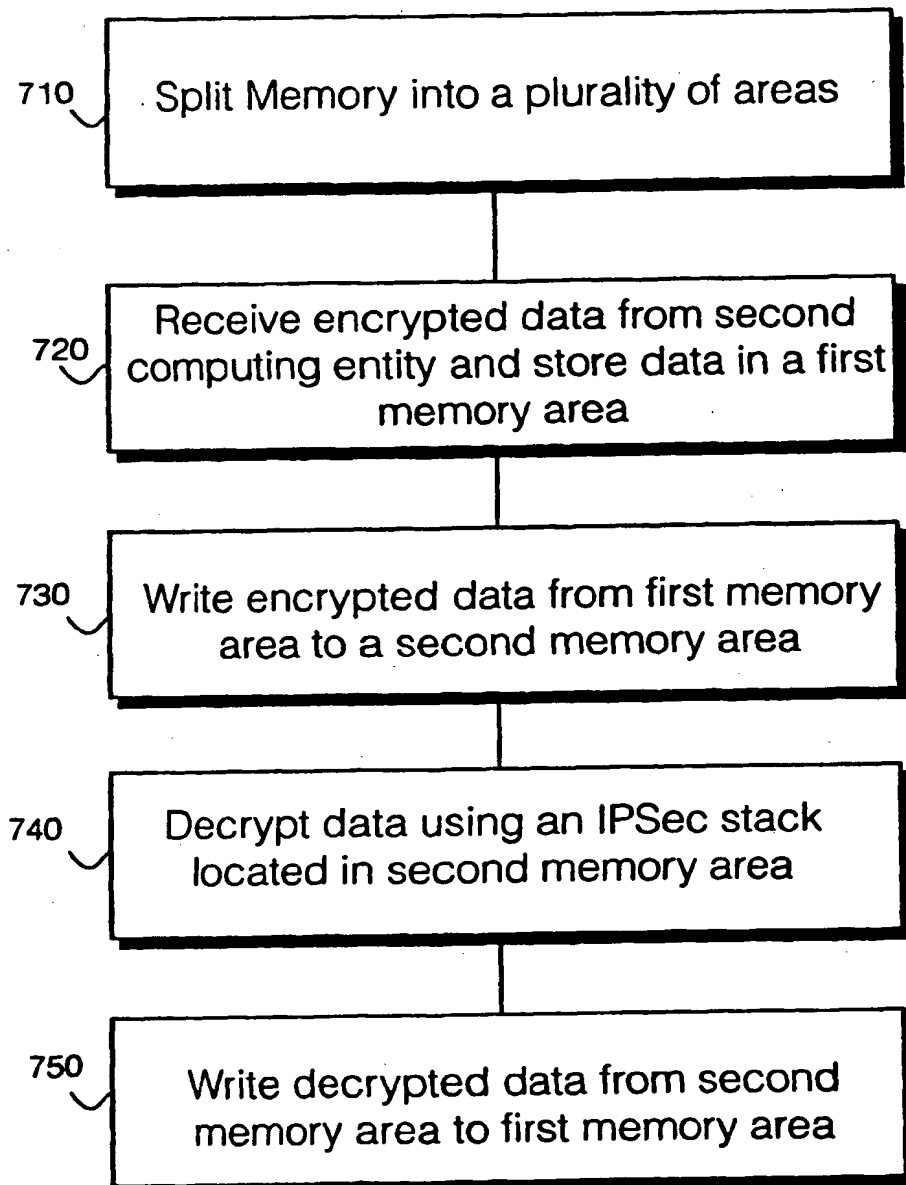 710
Split Memory into a plurality of areas
720
Receive encrypted data from second
computing entity and store data in a first
memory area
730
Write encrypted data from first memory
area to a second memory area
740
Decrypt data using an IPSec stack
located in second memory area
750
Write decrypted data from second
memory area to first memory area